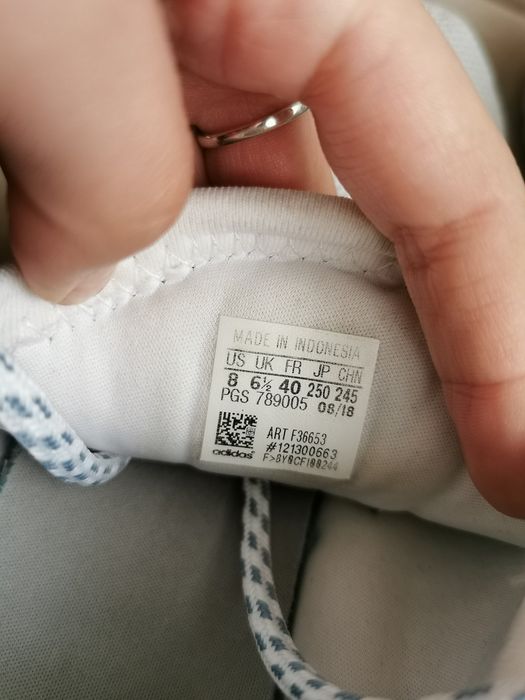 MADE IN INDONESIA
US UK FR JP CHN
8 6½ 40 250 245
PGS 789005 08/18
ART F36653
#121300663
adidas F>8Y0CFI00244